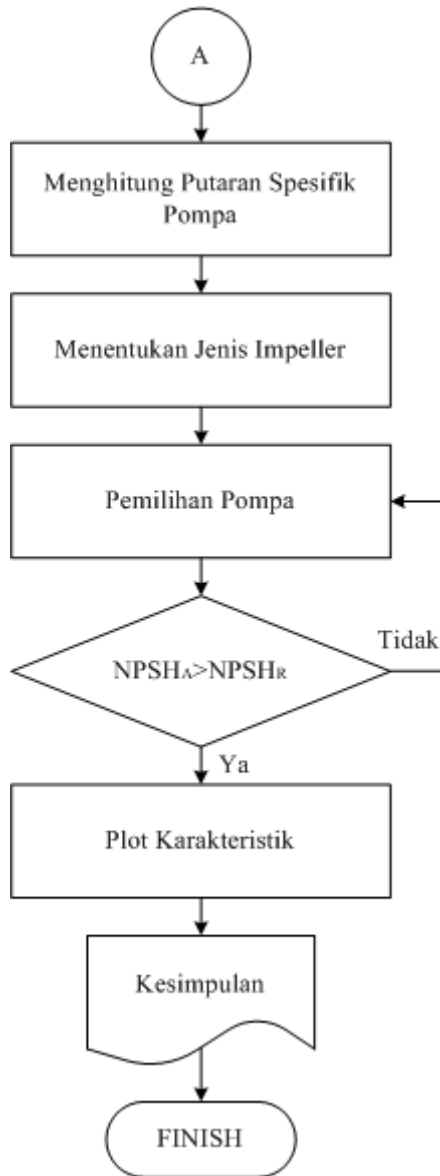 A
Menghitung Putaran Spesifik
Pompa
Menentukan Jenis Impeller
Pemilihan Pompa
NPSHA>NPSHR
Tidak
Ya
Plot Karakteristik
Kesimpulan
FINISH